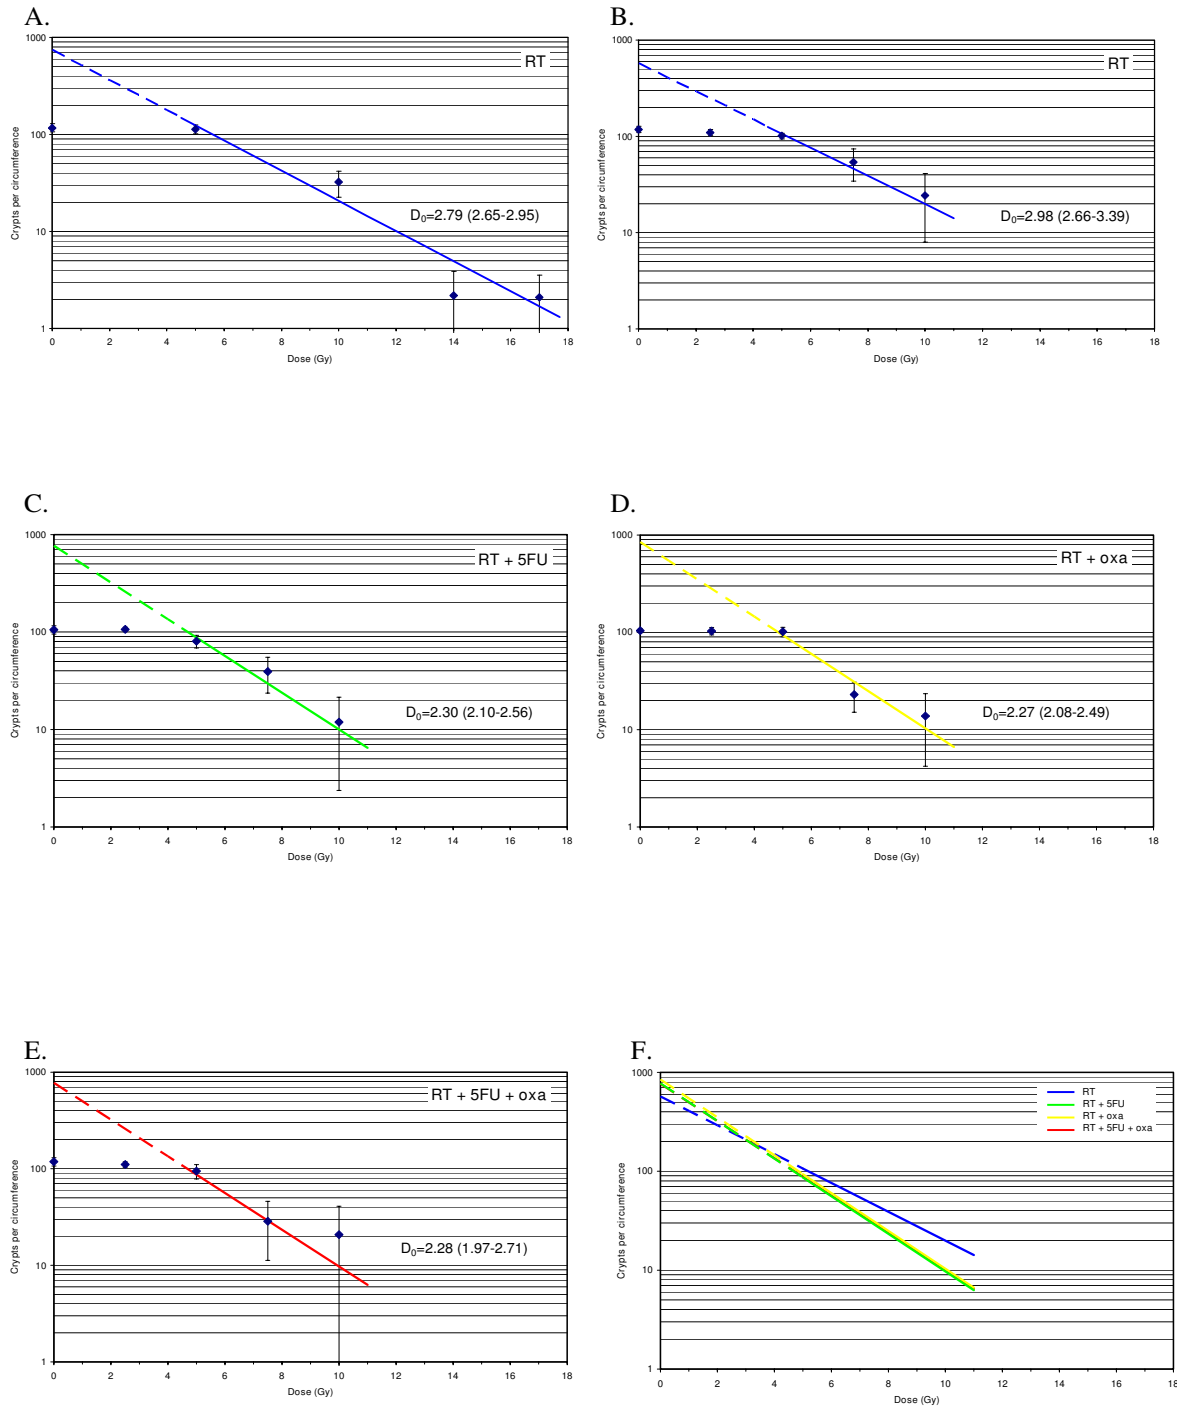 A.
1000
100
10
1
Crypts per circumference
RT
D₀=2.79 (2.65-2.95)
0 2 4 6 8 10 12 14 16 18
Dose (Gy)
B.
1000
100
10
1
Crypts per circumference
RT
D₀=2.98 (2.66-3.39)
0 2 4 6 8 10 12 14 16 18
Dose (Gy)
C.
1000
100
10
1
Crypts per circumference
RT + 5FU
D₀=2.30 (2.10-2.56)
0 2 4 6 8 10 12 14 16 18
Dose (Gy)
D.
1000
100
10
1
Crypts per circumference
RT + oxa
D₀=2.27 (2.08-2.49)
0 2 4 6 8 10 12 14 16 18
Dose (Gy)
E.
1000
100
10
1
Crypts per circumference
RT + 5FU + oxa
D₀=2.28 (1.97-2.71)
0 2 4 6 8 10 12 14 16 18
Dose (Gy)
F.
1000
100
10
1
Crypts per circumference
RT
RT + 5FU
RT + oxa
RT + 5FU + oxa
0 2 4 6 8 10 12 14 16 18
Dose (Gy)